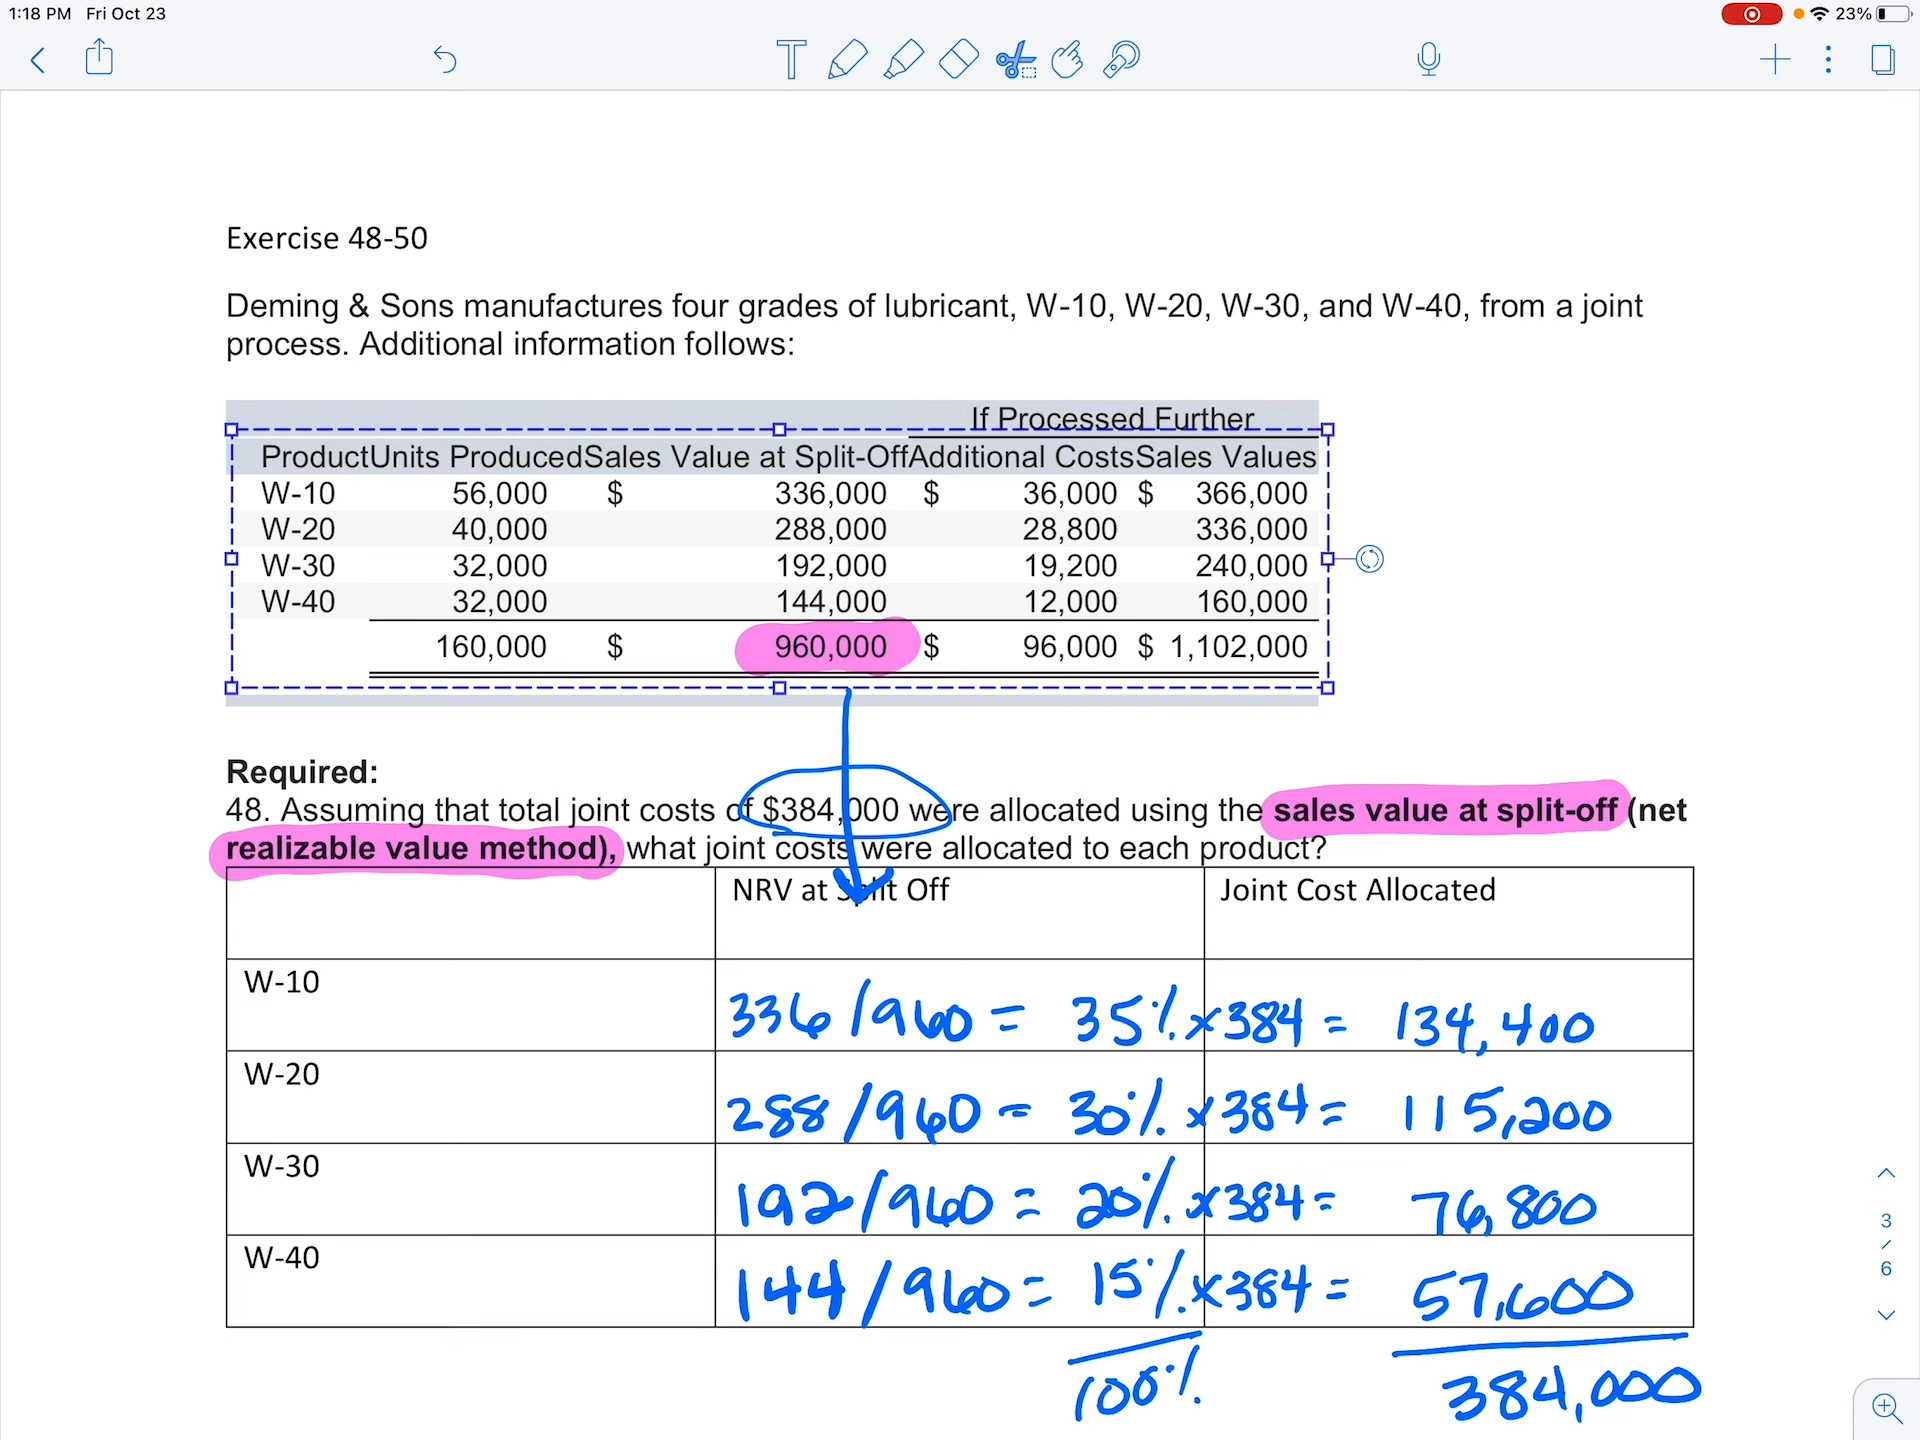 1:18 PM Fri Oct 23
23%
T
Exercise 48-50
Deming & Sons manufactures four grades of lubricant, W-10, W-20, W-30, and W-40, from a joint
process. Additional information follows:
If Processed Further
Product Units Produced Sales Value at Split-Off Additional Costs Sales Values
W-10 56,000 $ 336,000 $ 36,000 $ 366,000
W-20 40,000 288,000 28,800 336,000
W-30 32,000 192,000 19,200 240,000
W-40 32,000 144,000 12,000 160,000
160,000 $ 960,000 $ 96,000 $ 1,102,000
Required:
48. Assuming that total joint costs of $384,000 were allocated using the sales value at split-off (net
realizable value method), what joint costs were allocated to each product?
NRV at Split Off Joint Cost Allocated
W-10 336/960 = 35% x384 = 134,400
W-20 288/960 = 30% x384 = 115,200
W-30 192/960 = 20% x384 = 76,800
W-40 144/960 = 15% x384 = 57,600
100% 384,000
3
/
6